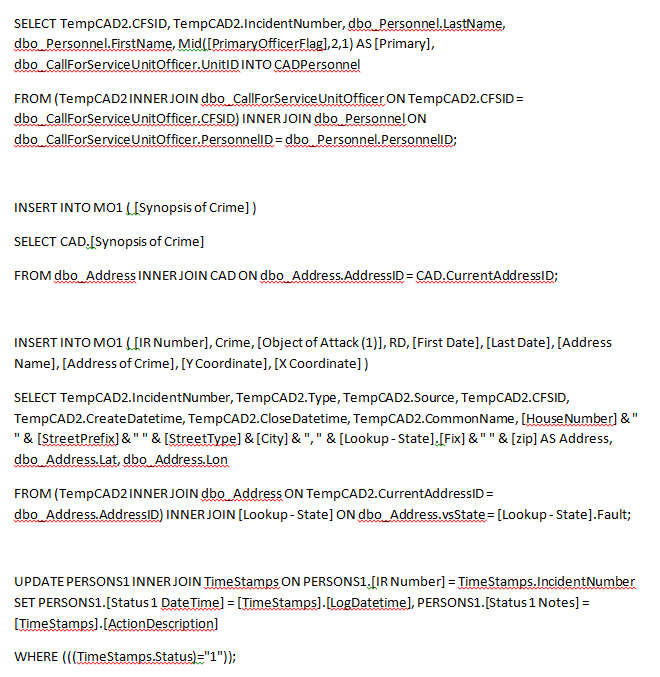 SELECT TempCAD2.CFSID, TempCAD2.IncidentNumber, dbo_Personnel.LastName,
dbo_Personnel.FirstName, Mid([PrimaryOfficerFlag],2,1) AS [Primary],
dbo_CallForServiceUnitOfficer.UnitID INTO CADPersonnel
FROM (TempCAD2 INNER JOIN dbo_CallForServiceUnitOfficer ON TempCAD2.CFSID =
dbo_CallForServiceUnitOfficer.CFSID) INNER JOIN dbo_Personnel ON
dbo_CallForServiceUnitOfficer.PersonnelID = dbo_Personnel.PersonnelID;
INSERT INTO MO1 ( [Synopsis of Crime] )
SELECT CAD.[Synopsis of Crime]
FROM dbo_Address INNER JOIN CAD ON dbo_Address.AddressID = CAD.CurrentAddressID;
INSERT INTO MO1 ( [IR Number], Crime, [Object of Attack (1)], RD, [First Date], [Last Date], [Address
Name], [Address of Crime], [Y Coordinate], [X Coordinate] )
SELECT TempCAD2.IncidentNumber, TempCAD2.Type, TempCAD2.Source, TempCAD2.CFSID,
TempCAD2.CreateDatetime, TempCAD2.CloseDatetime, TempCAD2.CommonName, [HouseNumber] & "
" & [StreetPrefix] & " " & [StreetType] & [City] & ", " & [Lookup - State].[Fix] & " " & [zip] AS Address,
dbo_Address.Lat, dbo_Address.Lon
FROM (TempCAD2 INNER JOIN dbo_Address ON TempCAD2.CurrentAddressID =
dbo_Address.AddressID) INNER JOIN [Lookup - State] ON dbo_Address.vsState = [Lookup - State].Fault;
UPDATE PERSONS1 INNER JOIN TimeStamps ON PERSONS1.[IR Number] = TimeStamps.IncidentNumber
SET PERSONS1.[Status1 DateTime] = [TimeStamps].[LogDatetime], PERSONS1.[Status1 Notes] =
[TimeStamps].[ActionDescription]
WHERE (((TimeStamps.Status)="1"));